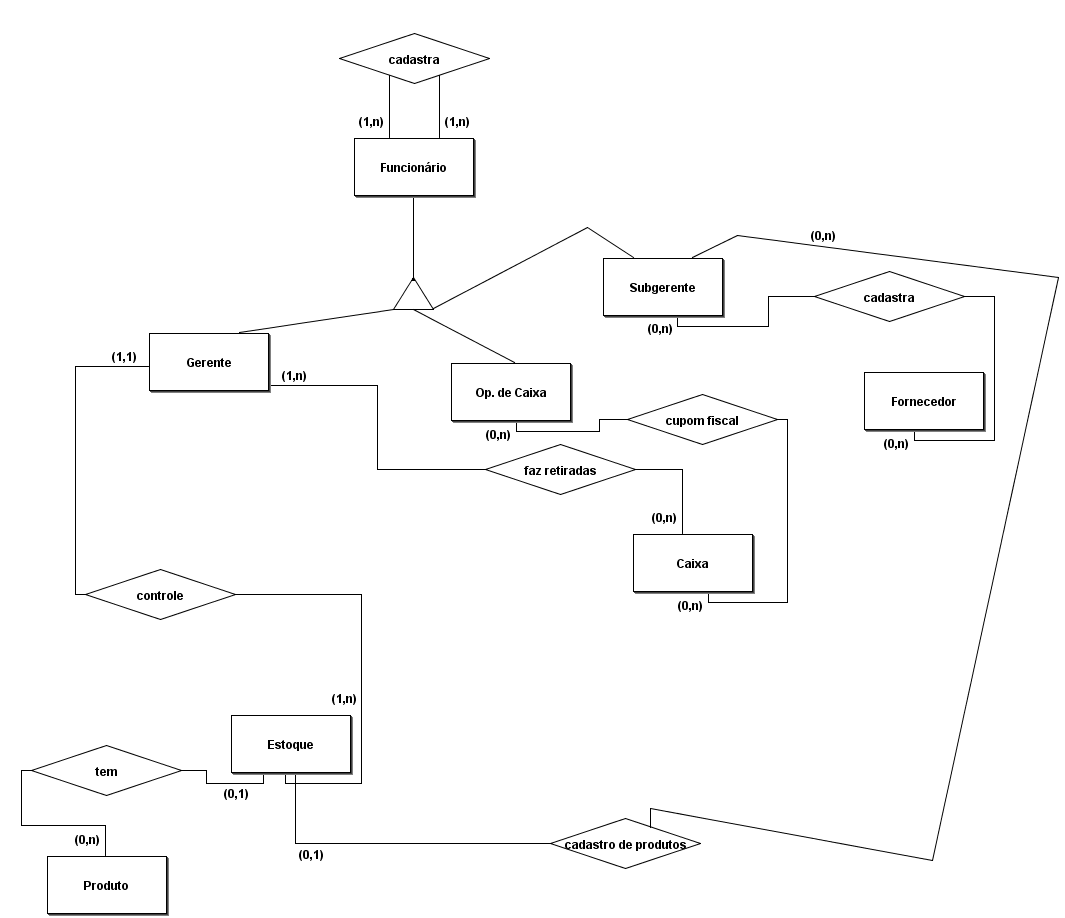 cadastra
(1,n)
(1,n)
Funcionário
(0,n)
Subgerente
cadastra
(0,n)
(1,1)
Gerente
(1,n)
Op. de Caixa
Fornecedor
cupom fiscal
(0,n)
(0,n)
faz retiradas
(0,n)
Caixa
(0,n)
controle
(1,n)
Estoque
tem
(0,1)
(0,n)
cadastro de produtos
(0,1)
Produto